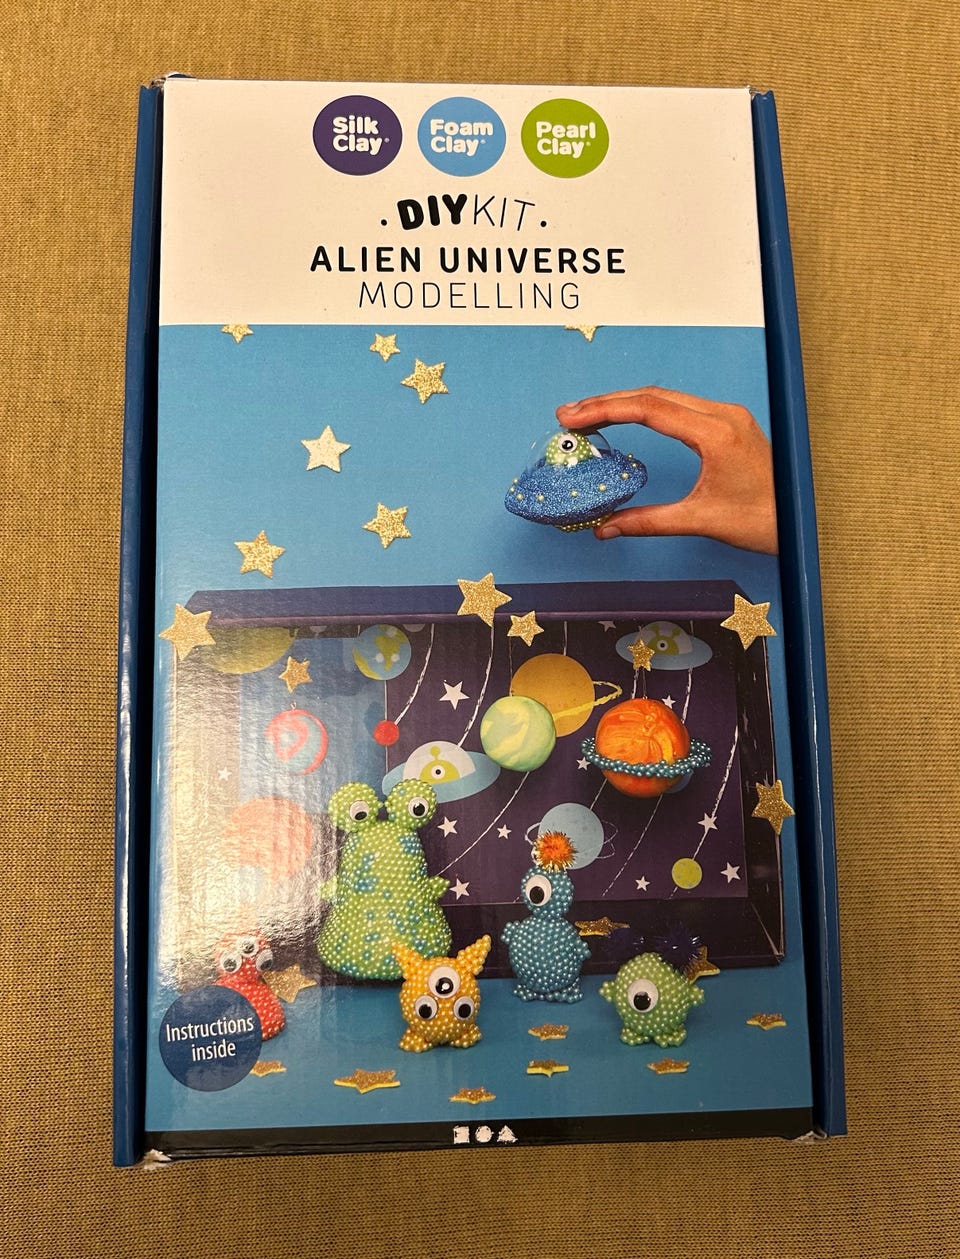 Silk
Clay®
Foam
Clay®
Pearl
Clay®
.DIYKIT.
ALIEN UNIVERSE
MODELLING
Instructions
inside